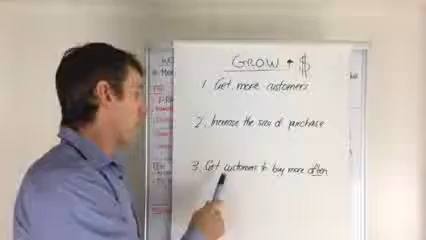 GROW ↑ $
1. Get more customers
2. Increase the size of purchase
3. Get customers to buy more often